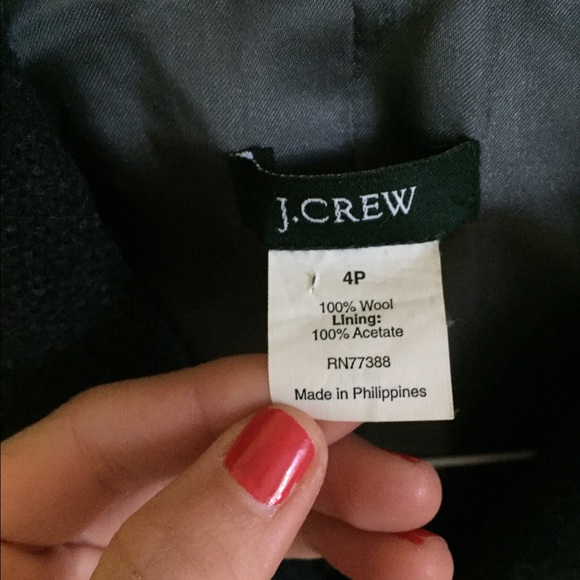 J.CREW
4P
100% Wool
Lining:
100% Acetate
RN77388
Made in Philippines